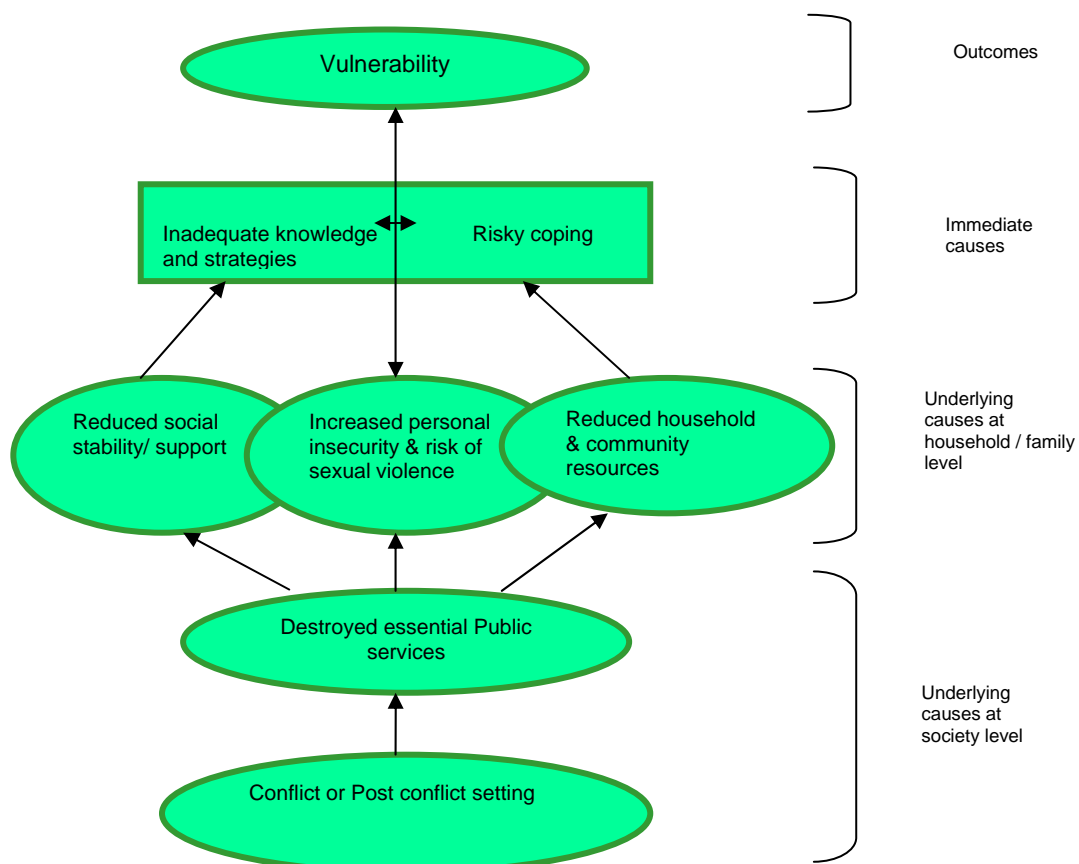 Vulnerability
Outcomes
Inadequate knowledge
and strategies
Risky coping
Immediate
causes
Reduced social
stability/ support
Increased personal
insecurity & risk of
sexual violence
Reduced household
& community
resources
Underlying
causes at
household / family
level
Destroyed essential Public
services
Underlying
causes at
society level
Conflict or Post conflict setting